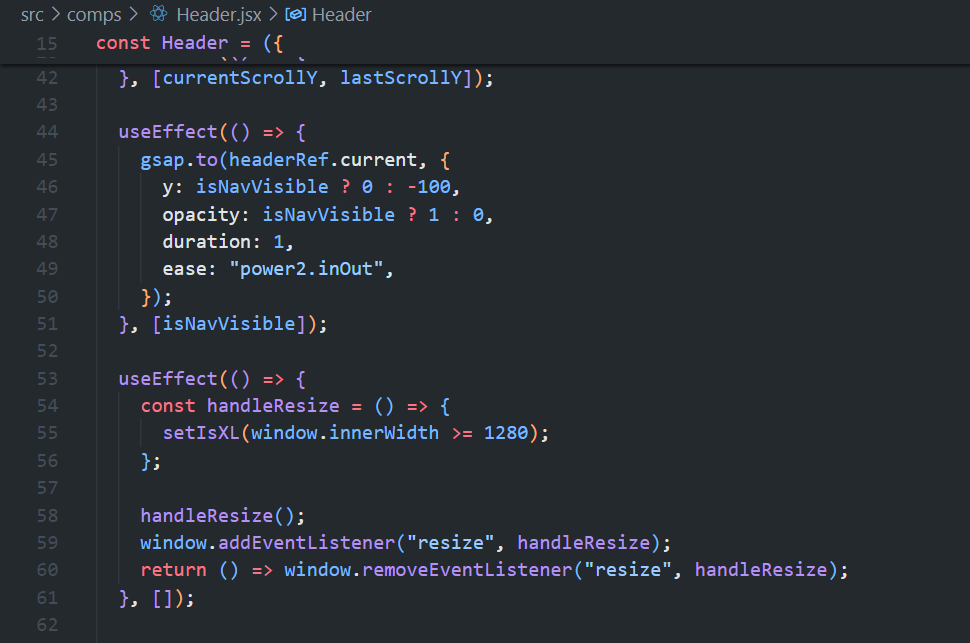 src > comps > Header.jsx > Header
15 const Header = ({
42 }, [currentScrollY, lastScrollY]);
43
44 useEffect(() => {
45 gsap.to(headerRef.current, {
46 y: isNavVisible ? 0 : -100,
47 opacity: isNavVisible ? 1 : 0,
48 duration: 1,
49 ease: "power2.inOut",
50 });
51 }, [isNavVisible]);
52
53 useEffect(() => {
54 const handleResize = () => {
55 setIsXL(window.innerWidth >= 1280);
56 };
57
58 handleResize();
59 window.addEventListener("resize", handleResize);
60 return () => window.removeEventListener("resize", handleResize);
61 }, []);
62